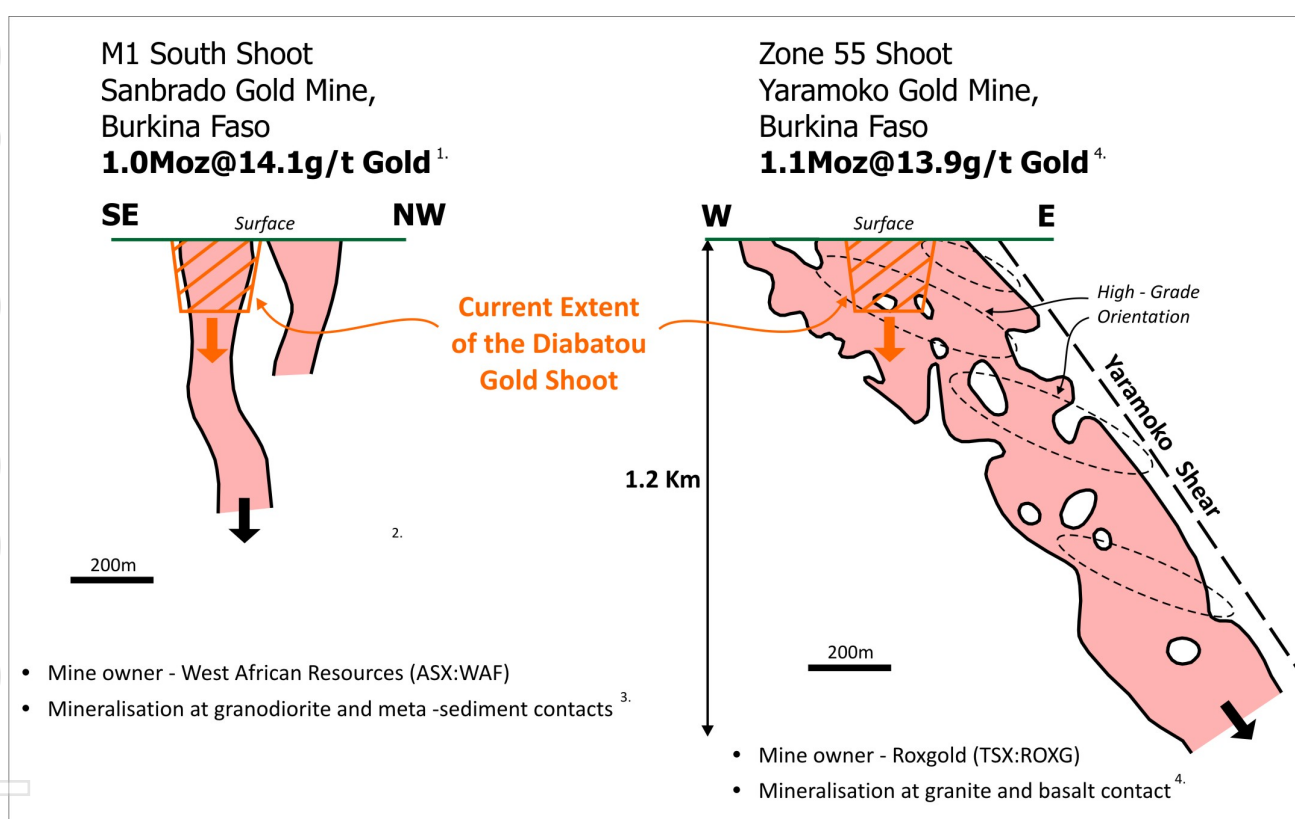 M1 South Shoot
Sanbrado Gold Mine,
Burkina Faso
1.0Moz@14.1g/t Gold 1.
SE
Surface
NW
200m
2.
• Mine owner - West African Resources (ASX:WAF)
• Mineralisation at granodiorite and meta -sediment contacts 3.
Current Extent
of the Diabatou
Gold Shoot
Zone 55 Shoot
Yaramoko Gold Mine,
Burkina Faso
1.1Moz@13.9g/t Gold 4.
W
Surface
E
High - Grade
Orientation
Yaramoko Shear
1.2 Km
200m
• Mine owner - Roxgold (TSX:ROXG)
• Mineralisation at granite and basalt contact 4.